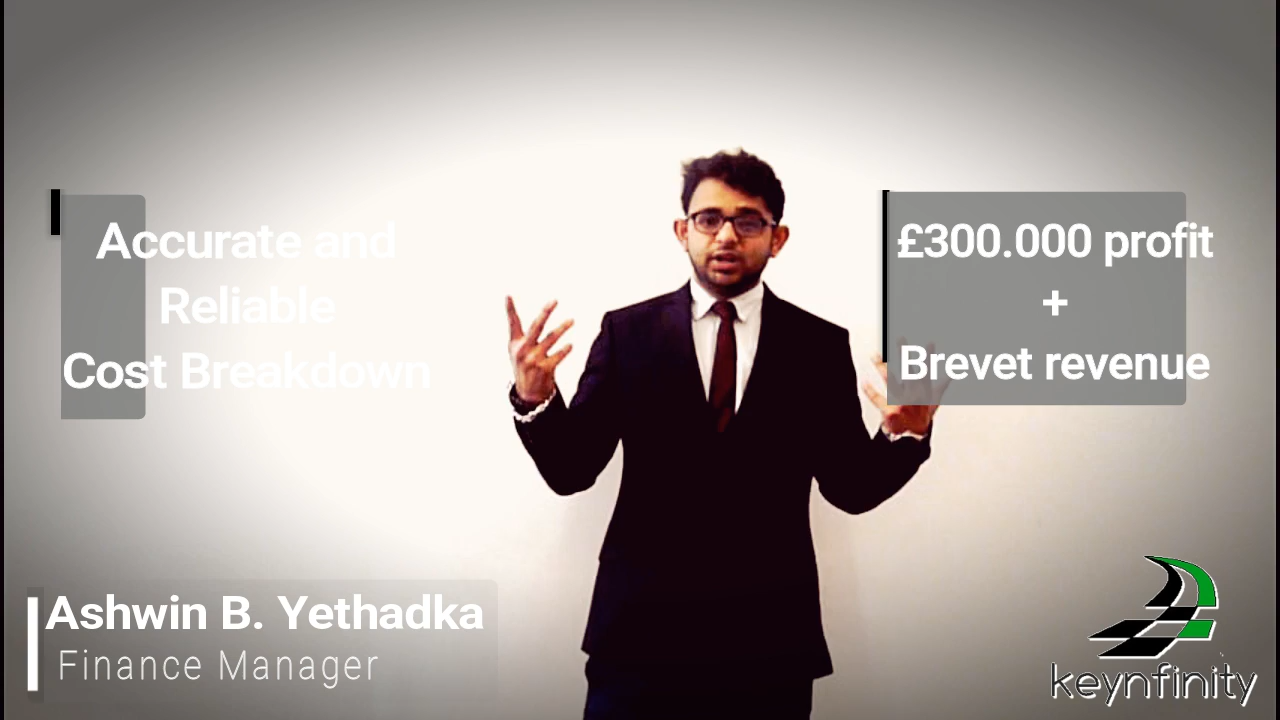 Accurate and
Reliable
Cost Breakdown
£300.000 profit
+
Brevet revenue
Ashwin B. Yethadka
Finance Manager
keynfinity